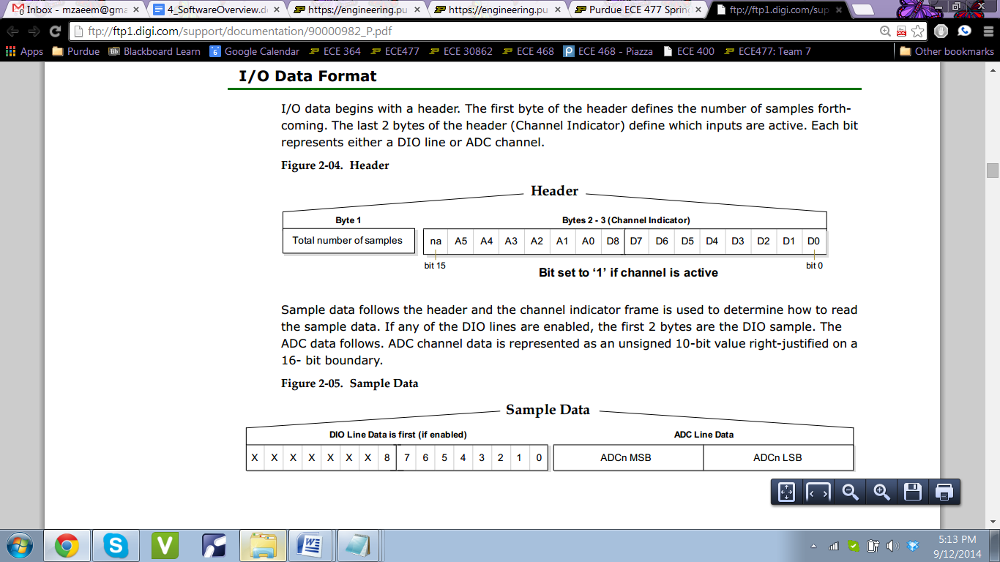 Inbox - mzaeem@gma
4_SoftwareOverview.d
https://engineering.pu
https://engineering.pu
Purdue ECE 477 Spring
ftp://ftp1.digi.com/sup
ftp://ftp1.digi.com/support/documentation/90000982_P.pdf
Apps Purdue Bb Blackboard Learn 6 Google Calendar ECE 364 ECE477 ECE 30862 ECE 468 ECE 468 - Piazza ECE 400 ECE477: Team 7 Other bookmarks
I/O Data Format
I/O data begins with a header. The first byte of the header defines the number of samples forth-
coming. The last 2 bytes of the header (Channel Indicator) define which inputs are active. Each bit
represents either a DIO line or ADC channel.
Figure 2-04. Header
Header
Byte 1 Bytes 2 - 3 (Channel Indicator)
Total number of samples na A5 A4 A3 A2 A1 A0 D8 D7 D6 D5 D4 D3 D2 D1 D0
bit 15 bit 0
Bit set to ‘1’ if channel is active
Sample data follows the header and the channel indicator frame is used to determine how to read
the sample data. If any of the DIO lines are enabled, the first 2 bytes are the DIO sample. The
ADC data follows. ADC channel data is represented as an unsigned 10-bit value right-justified on a
16- bit boundary.
Figure 2-05. Sample Data
Sample Data
DIO Line Data is first (if enabled) ADC Line Data
X X X X X X X 8 7 6 5 4 3 2 1 0 ADCn MSB ADCn LSB
5:13 PM
9/12/2014